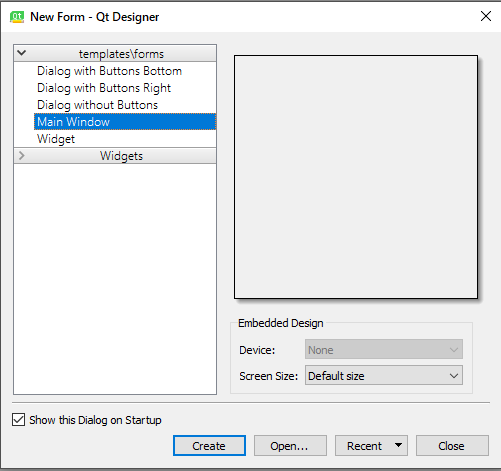 New Form - Qt Designer
templates\forms
Dialog with Buttons Bottom
Dialog with Buttons Right
Dialog without Buttons
Main Window
Widget
Widgets
Embedded Design
Device: None
Screen Size: Default size
Show this Dialog on Startup
Create Open... Recent Close